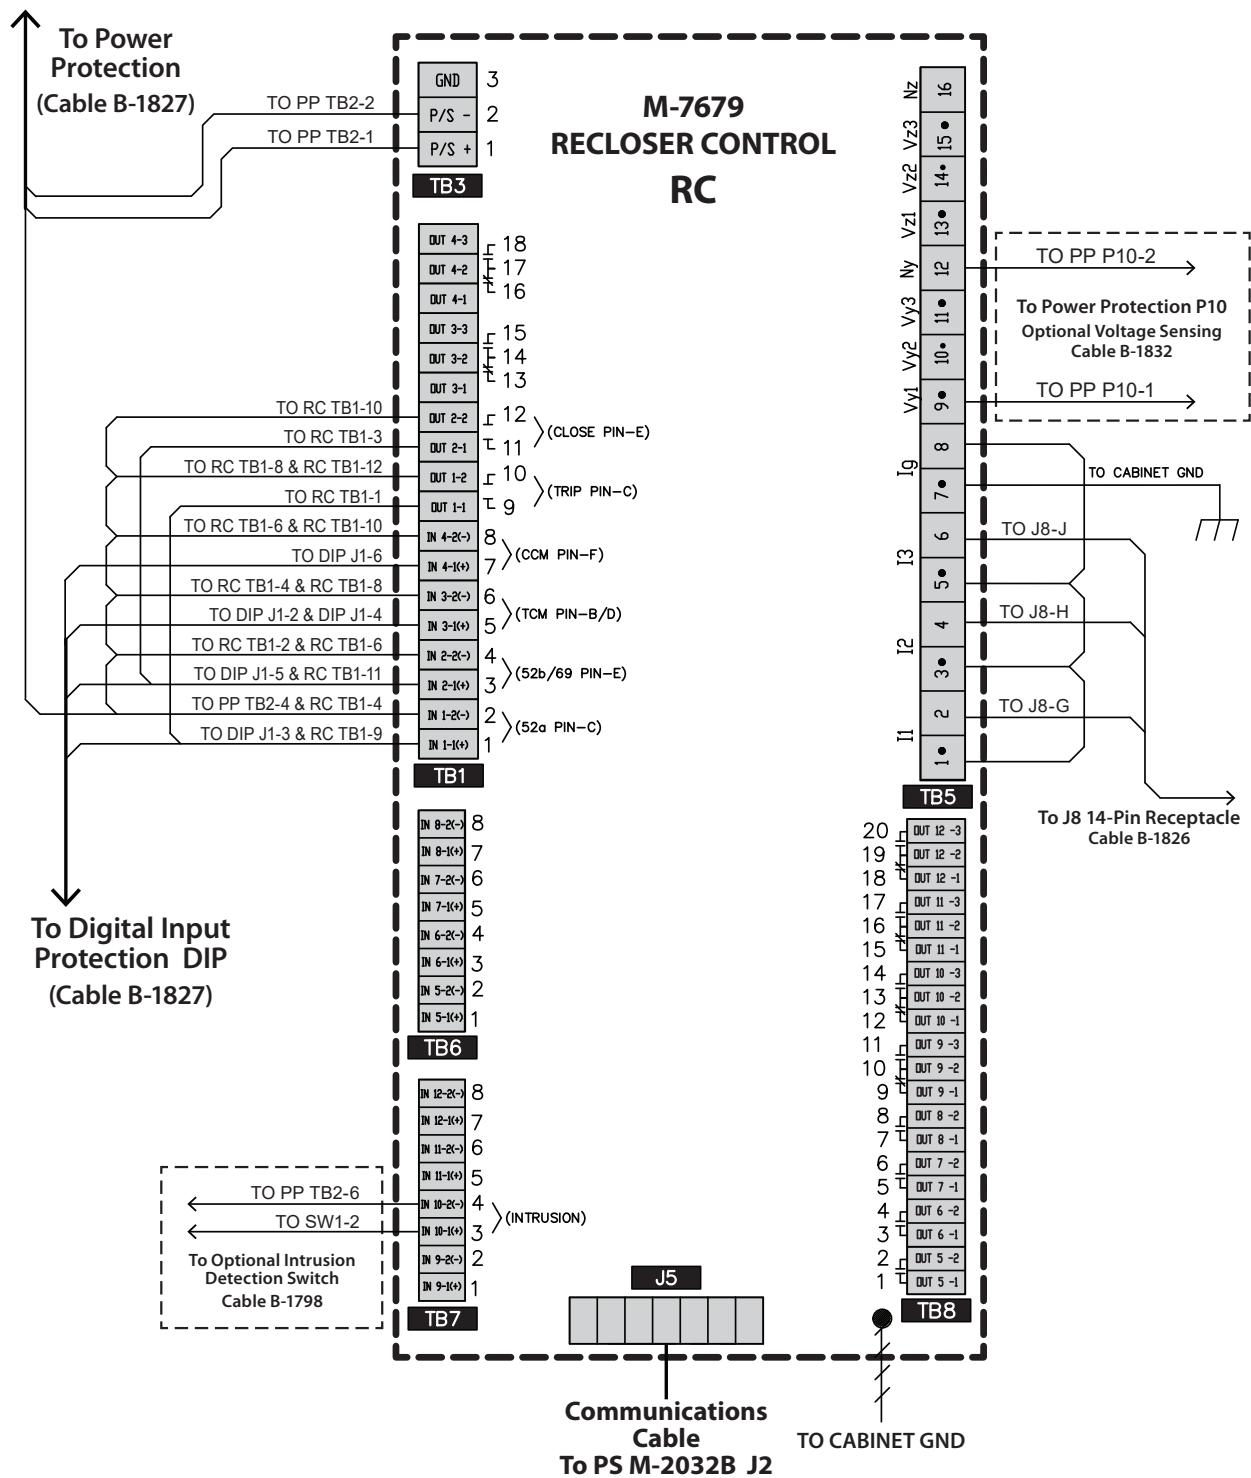 To Power
Protection
(Cable B-1827)
TO PP TB2-2
TO PP TB2-1
GND 3
P/S - 2
P/S + 1
TB3
M-7679
RECLOSER CONTROL
RC
OUT 4-3 18
OUT 4-2 17
OUT 4-1 16
OUT 3-3 15
OUT 3-2 14
OUT 3-1 13
TO RC TB1-10 OUT 2-2 12
TO RC TB1-3 OUT 2-1 11
(CLOSE PIN-E)
TO RC TB1-8 & RC TB1-12 OUT 1-2 10
TO RC TB1-1 OUT 1-1 9
(TRIP PIN-C)
TO RC TB1-6 & RC TB1-10 IN 4-2(-) 8
TO DIP J1-6 IN 4-1(+) 7
(CCM PIN-F)
TO RC TB1-4 & RC TB1-8 IN 3-2(-) 6
TO DIP J1-2 & DIP J1-4 IN 3-1(+) 5
(TCM PIN-B/D)
TO RC TB1-2 & RC TB1-6 IN 2-2(-) 4
TO DIP J1-5 & RC TB1-11 IN 2-1(+) 3
(52b/69 PIN-E)
TO PP TB2-4 & RC TB1-4 IN 1-2(-) 2
TO DIP J1-3 & RC TB1-9 IN 1-1(+) 1
(52a PIN-C)
TB1
To Digital Input
Protection DIP
(Cable B-1827)
IN 8-2(-) 8
IN 8-1(+) 7
IN 7-2(-) 6
IN 7-1(+) 5
IN 6-2(-) 4
IN 6-1(+) 3
IN 5-2(-) 2
IN 5-1(+) 1
TB6
IN 12-2(-) 8
IN 12-1(+) 7
IN 11-2(-) 6
IN 11-1(+) 5
TO PP TB2-6 IN 10-2(-) 4
TO SW1-2 IN 10-1(+) 3
(INTRUSION)
IN 9-2(-) 2
IN 9-1(+) 1
TB7
To Optional Intrusion
Detection Switch
Cable B-1798
Nz 16
Vz3 15
Vz2 14
Vz1 13
Ny 12
Vy3 11
Vy2 10
Vy1 9
Ig 8
7
I3 6
5
I2 4
3
I1 2
1
TB5
TO PP P10-2
To Power Protection P10
Optional Voltage Sensing
Cable B-1832
TO PP P10-1
TO CABINET GND
TO J8-J
TO J8-H
TO J8-G
To J8 14-Pin Receptacle
Cable B-1826
20 OUT 12 -3
19 OUT 12 -2
18 OUT 12 -1
17 OUT 11 -3
16 OUT 11 -2
15 OUT 11 -1
14 OUT 10 -3
13 OUT 10 -2
12 OUT 10 -1
11 OUT 9 -3
10 OUT 9 -2
9 OUT 9 -1
8 OUT 8 -2
7 OUT 8 -1
6 OUT 7 -2
5 OUT 7 -1
4 OUT 6 -2
3 OUT 6 -1
2 OUT 5 -2
1 OUT 5 -1
TB8
J5
Communications
Cable
To PS M-2032B J2
TO CABINET GND